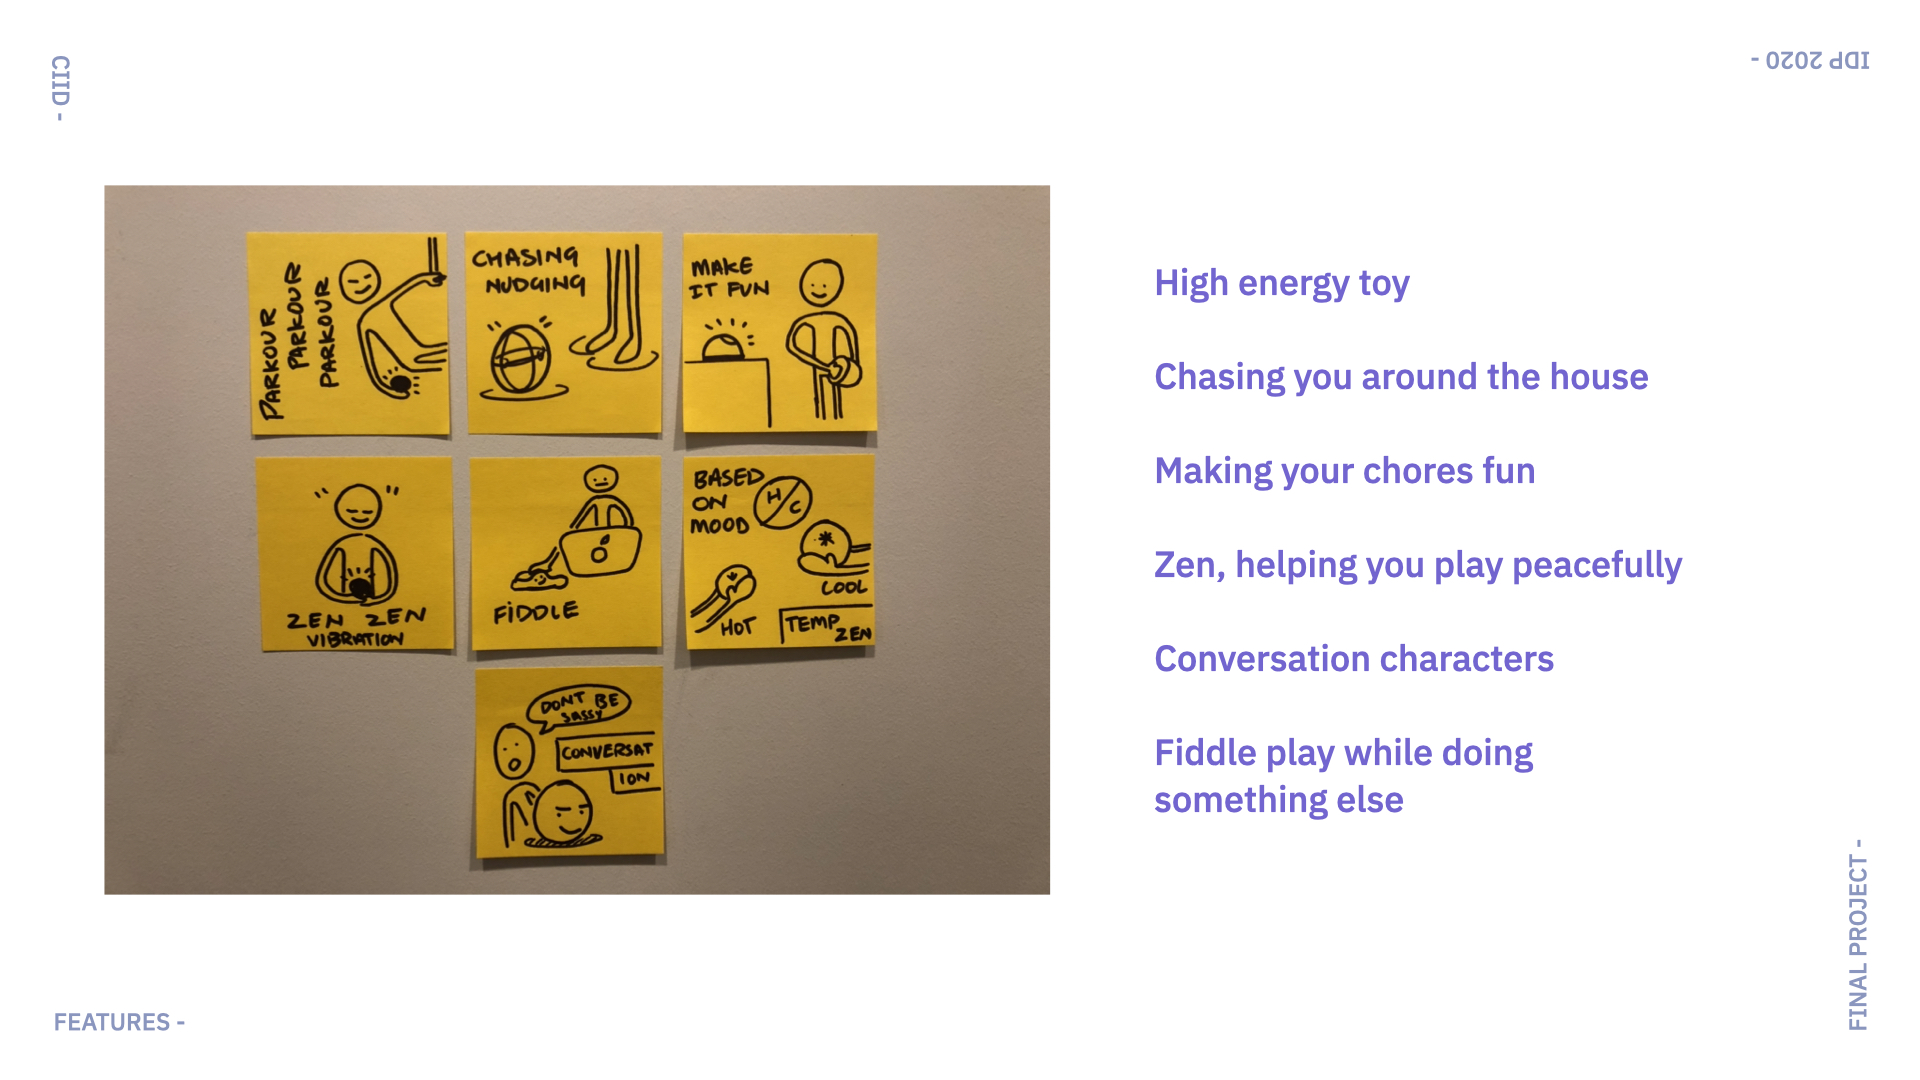 CIID -
IDP 2020 -
PARKOUR
PARKOUR
PARKOUR
CHASING
NUDGING
MAKE
IT FUN
ZEN ZEN
VIBRATION
FIDDLE
BASED
ON
MOOD
H/C
COOL
HOT
TEMP
ZEN
DONT BE
SASSY
CONVERSAT
ION
High energy toy
Chasing you around the house
Making your chores fun
Zen, helping you play peacefully
Conversation characters
Fiddle play while doing
something else
FEATURES -
FINAL PROJECT -